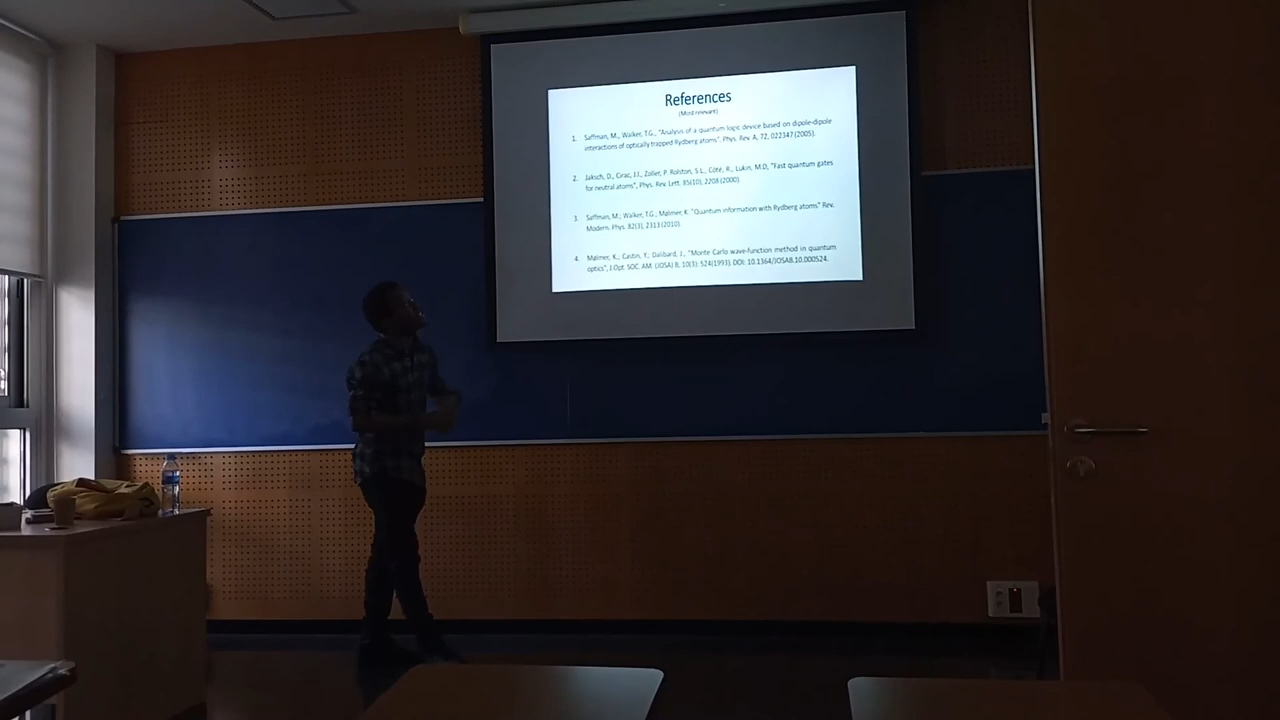 References
(Most relevant)
1. Saffman, M., Walker, T.G., "Analysis of a quantum logic device based on dipole-dipole
interactions of optically trapped Rydberg atoms". Phys. Rev. A, 72, 022347 (2005).
2. Jaksch, D., Cirac, J.I., Zoller, P. Rolston, S.L., Côté, R., Lukin, M.D, "Fast quantum gates
for neutral atoms", Phys. Rev. Lett. 85(10), 2208 (2000).
3. Saffman, M.; Walker, T.G.; Mølmer, K. "Quantum information with Rydberg atoms" Rev.
Modern. Phys. 82(3), 2313 (2010).
4. Mølmer, K., Castin, Y.; Dalibard, J., "Monte Carlo wave-function method in quantum
optics", J.Opt. SOC. AM. (JOSA) B, 10(3): 524(1993). DOI: 10.1364/JOSAB.10.000524.